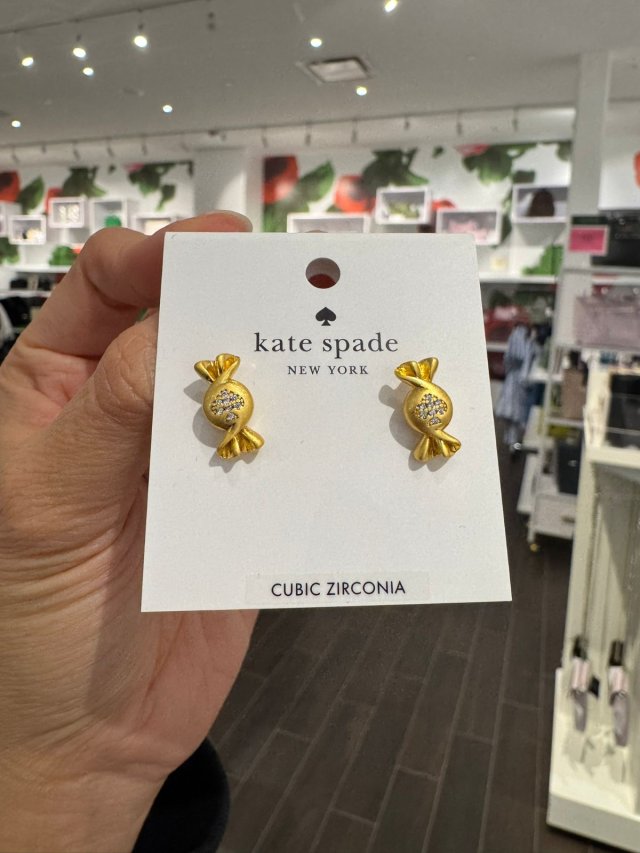 kate spade
NEW YORK
CUBIC ZIRCONIA